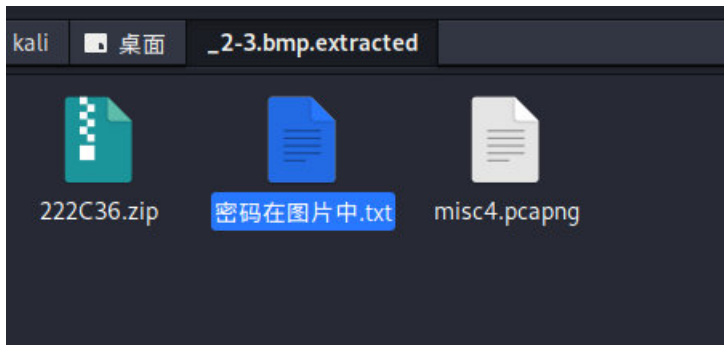 kali 桌面 _2-3.bmp.extracted
222C36.zip 密码在图片中.txt misc4.pcapng